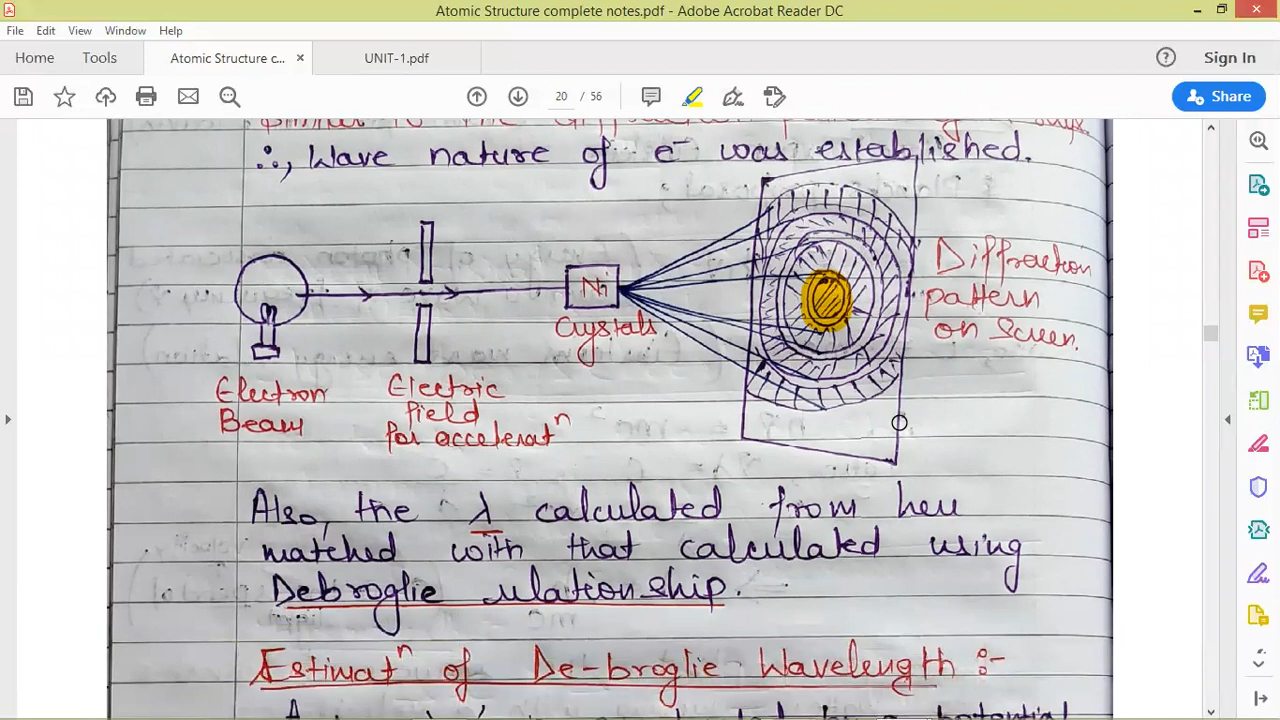 Atomic Structure complete notes.pdf - Adobe Acrobat Reader DC
File Edit View Window Help
Home Tools Atomic Structure c... × UNIT-1.pdf Sign In
20 / 56 Share
∴, Wave nature of e⁻ was established.
Ni
Crystals.
Diffraction
pattern
on Screen.
Electron
Beam
Electric
field
for acceleratⁿ
Also, the λ calculated from here
matched with that calculated using
Debroglie relationship.
Estimatⁿ of De-broglie Wavelength :-